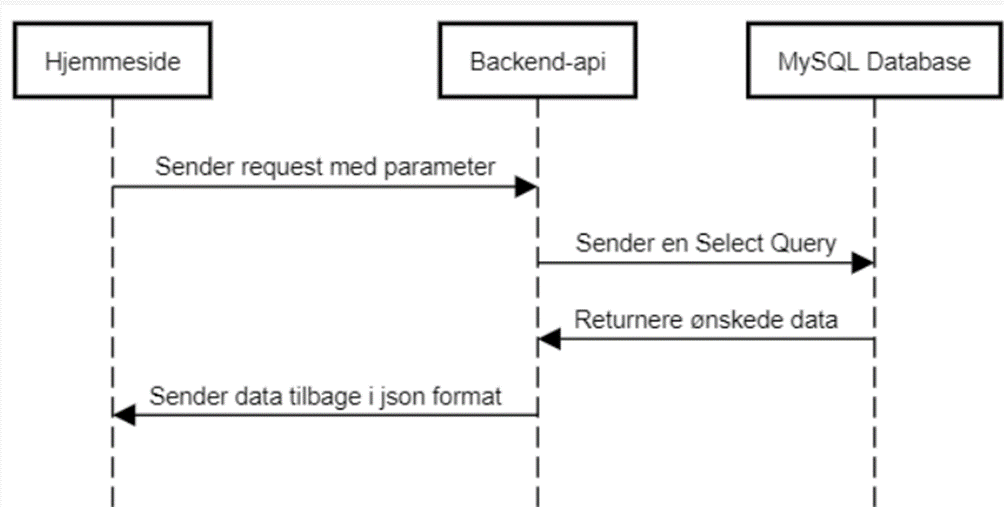 Hjemmeside
Backend-api
MySQL Database
Sender request med parameter
Sender en Select Query
Returnere ønskede data
Sender data tilbage i json format